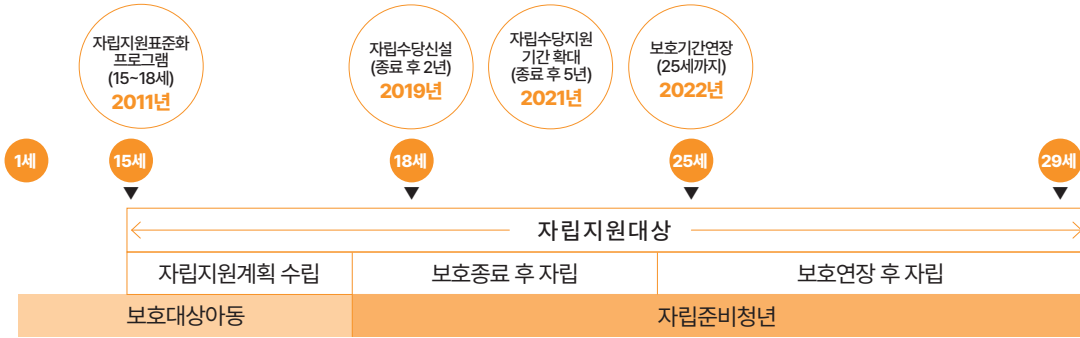 자립지원표준화
프로그램
(15~18세)
2011년
자립수당신설
(종료 후 2년)
2019년
자립수당지원
기간 확대
(종료 후 5년)
2021년
보호기간연장
(25세까지)
2022년
1세
15세
18세
25세
29세
자립지원대상
자립지원계획 수립
보호종료 후 자립
보호연장 후 자립
보호대상아동
자립준비청년